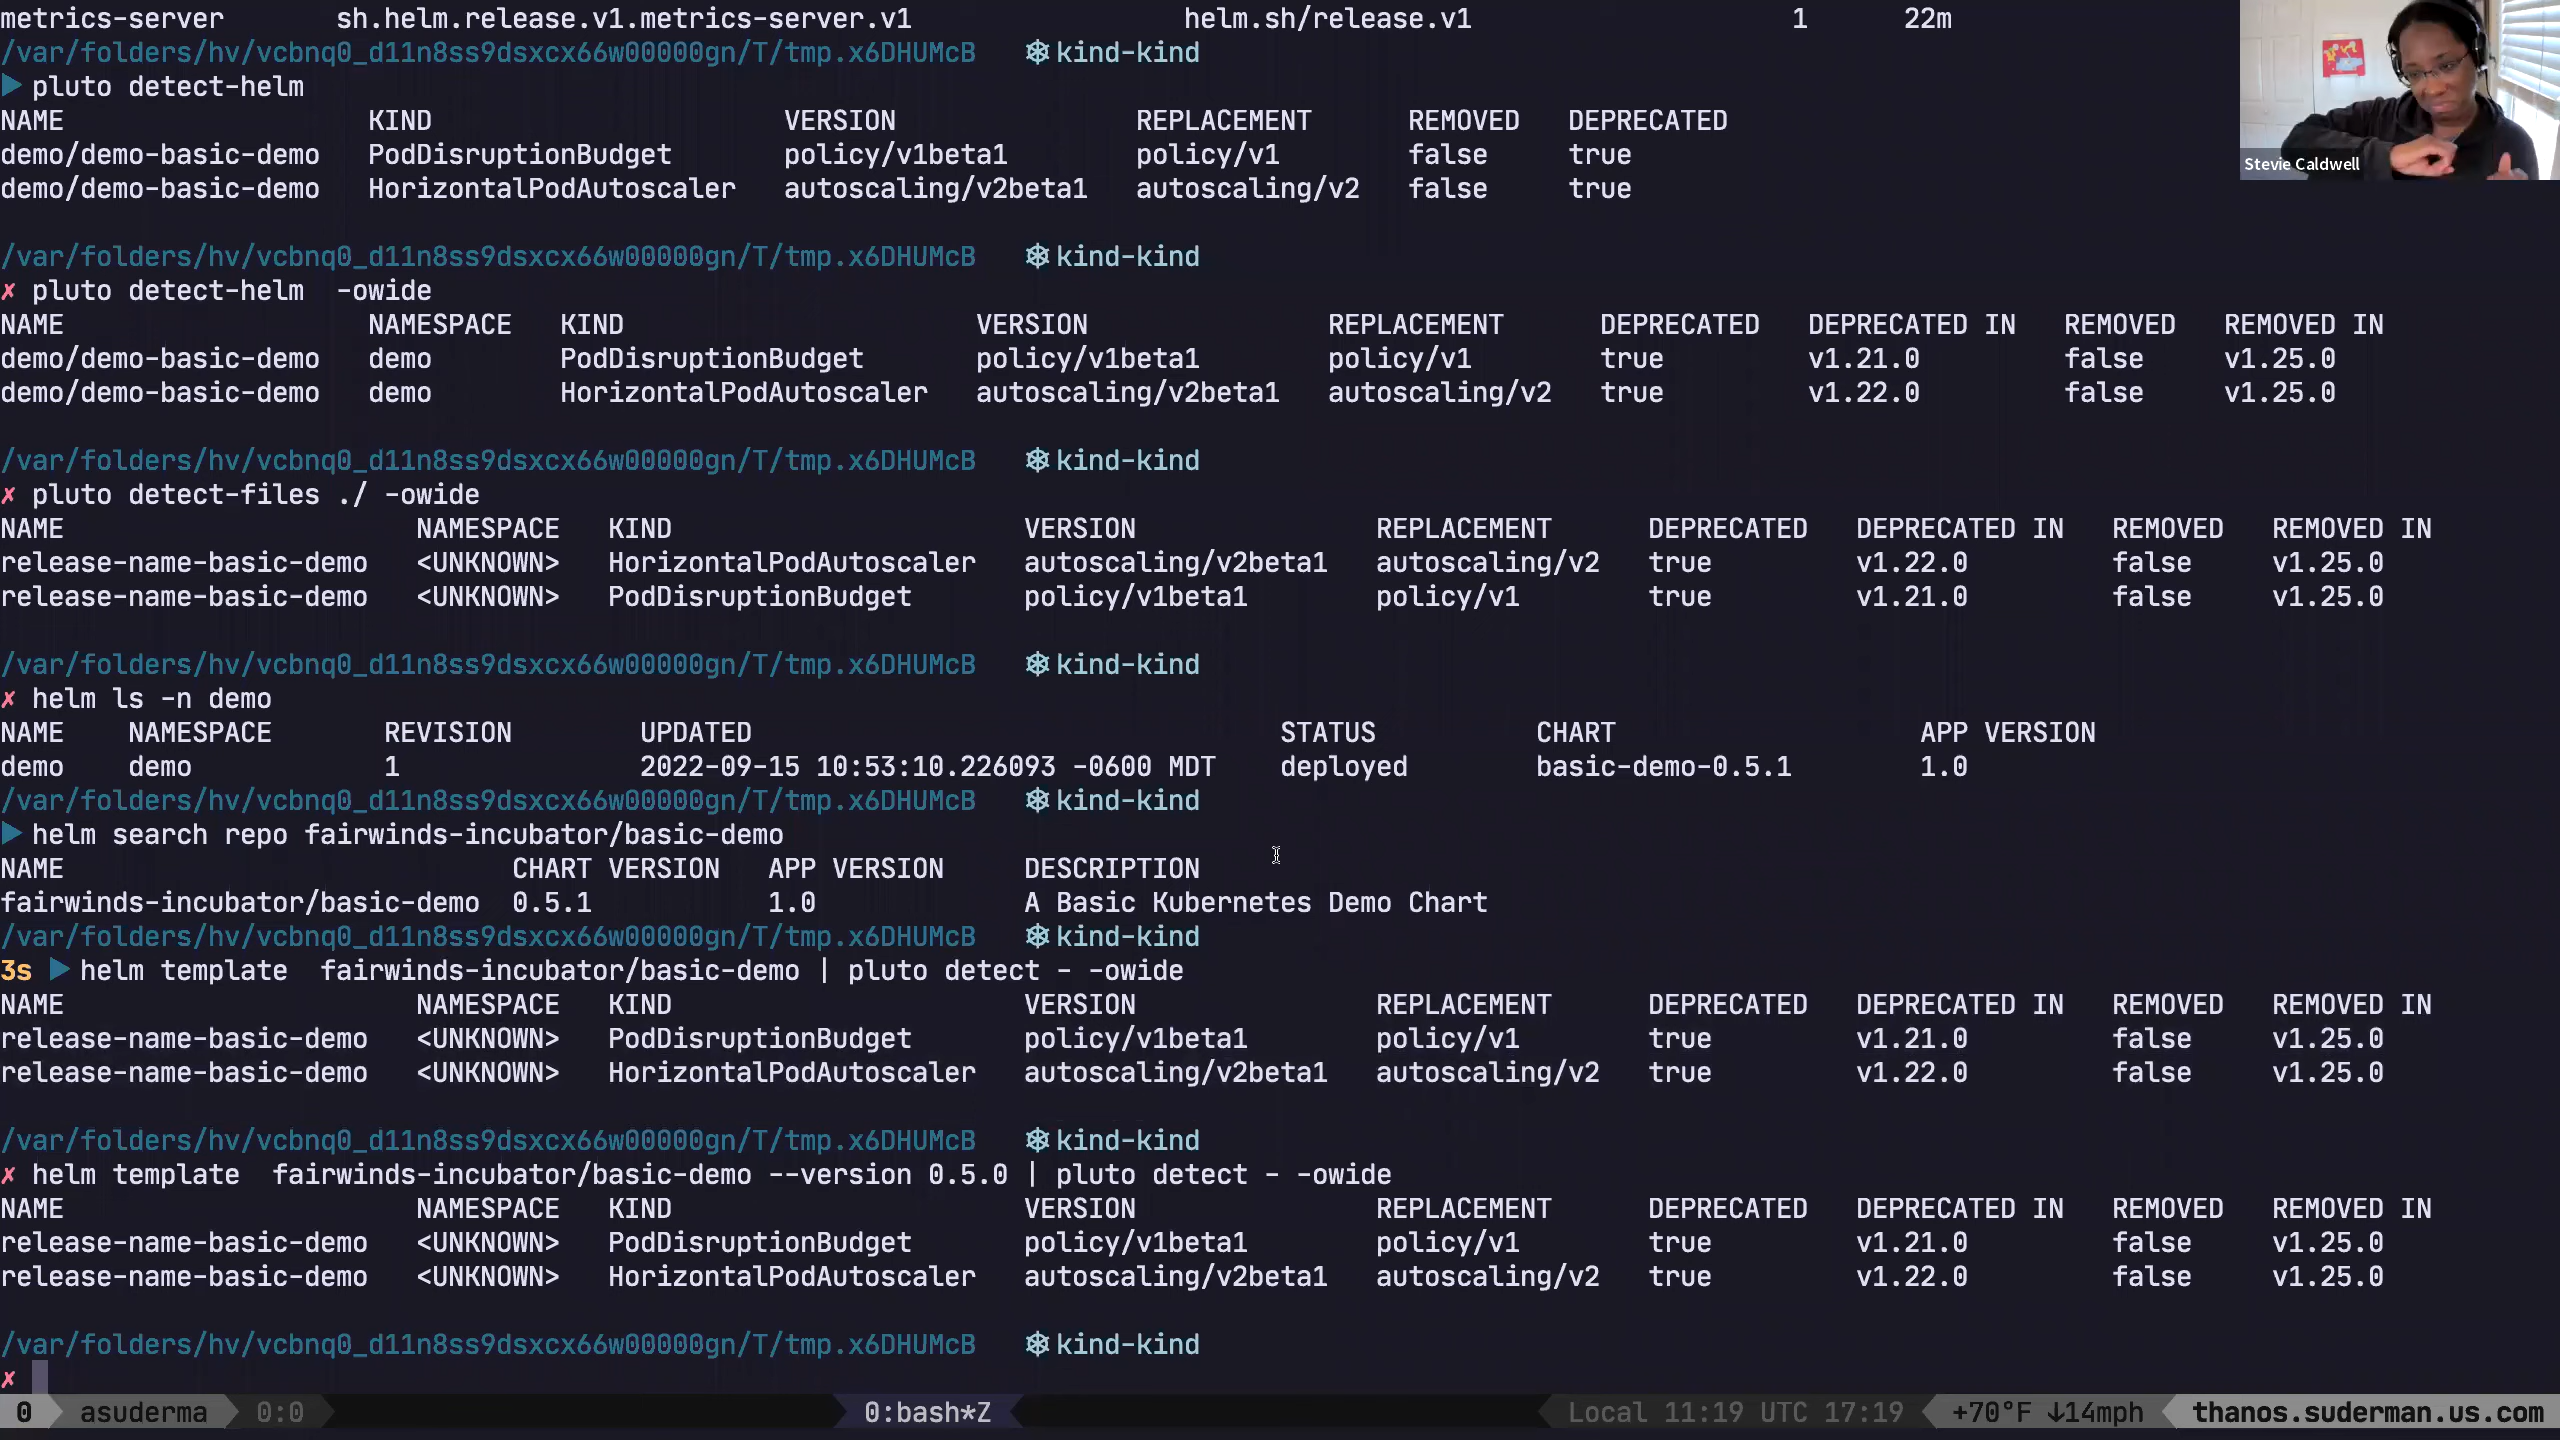 metrics-server sh.helm.release.v1.metrics-server.v1 helm.sh/release.v1 1 22m
/var/folders/hv/vcbnq0_d11n8ss9dsxcx66w00000gn/T/tmp.x6DHUMcB ☸ kind-kind
▶ pluto detect-helm
NAME KIND VERSION REPLACEMENT REMOVED DEPRECATED
demo/demo-basic-demo PodDisruptionBudget policy/v1beta1 policy/v1 false true
demo/demo-basic-demo HorizontalPodAutoscaler autoscaling/v2beta1 autoscaling/v2 false true
Stevie Caldwell
/var/folders/hv/vcbnq0_d11n8ss9dsxcx66w00000gn/T/tmp.x6DHUMcB ☸ kind-kind
✗ pluto detect-helm -owide
NAME NAMESPACE KIND VERSION REPLACEMENT DEPRECATED DEPRECATED IN REMOVED REMOVED IN
demo/demo-basic-demo demo PodDisruptionBudget policy/v1beta1 policy/v1 true v1.21.0 false v1.25.0
demo/demo-basic-demo demo HorizontalPodAutoscaler autoscaling/v2beta1 autoscaling/v2 true v1.22.0 false v1.25.0
/var/folders/hv/vcbnq0_d11n8ss9dsxcx66w00000gn/T/tmp.x6DHUMcB ☸ kind-kind
✗ pluto detect-files ./ -owide
NAME NAMESPACE KIND VERSION REPLACEMENT DEPRECATED DEPRECATED IN REMOVED REMOVED IN
release-name-basic-demo <UNKNOWN> HorizontalPodAutoscaler autoscaling/v2beta1 autoscaling/v2 true v1.22.0 false v1.25.0
release-name-basic-demo <UNKNOWN> PodDisruptionBudget policy/v1beta1 policy/v1 true v1.21.0 false v1.25.0
/var/folders/hv/vcbnq0_d11n8ss9dsxcx66w00000gn/T/tmp.x6DHUMcB ☸ kind-kind
✗ helm ls -n demo
NAME NAMESPACE REVISION UPDATED STATUS CHART APP VERSION
demo demo 1 2022-09-15 10:53:10.226093 -0600 MDT deployed basic-demo-0.5.1 1.0
/var/folders/hv/vcbnq0_d11n8ss9dsxcx66w00000gn/T/tmp.x6DHUMcB ☸ kind-kind
▶ helm search repo fairwinds-incubator/basic-demo
NAME CHART VERSION APP VERSION DESCRIPTION
fairwinds-incubator/basic-demo 0.5.1 1.0 A Basic Kubernetes Demo Chart
/var/folders/hv/vcbnq0_d11n8ss9dsxcx66w00000gn/T/tmp.x6DHUMcB ☸ kind-kind
3s ▶ helm template fairwinds-incubator/basic-demo | pluto detect - -owide
NAME NAMESPACE KIND VERSION REPLACEMENT DEPRECATED DEPRECATED IN REMOVED REMOVED IN
release-name-basic-demo <UNKNOWN> PodDisruptionBudget policy/v1beta1 policy/v1 true v1.21.0 false v1.25.0
release-name-basic-demo <UNKNOWN> HorizontalPodAutoscaler autoscaling/v2beta1 autoscaling/v2 true v1.22.0 false v1.25.0
/var/folders/hv/vcbnq0_d11n8ss9dsxcx66w00000gn/T/tmp.x6DHUMcB ☸ kind-kind
✗ helm template fairwinds-incubator/basic-demo --version 0.5.0 | pluto detect - -owide
NAME NAMESPACE KIND VERSION REPLACEMENT DEPRECATED DEPRECATED IN REMOVED REMOVED IN
release-name-basic-demo <UNKNOWN> PodDisruptionBudget policy/v1beta1 policy/v1 true v1.21.0 false v1.25.0
release-name-basic-demo <UNKNOWN> HorizontalPodAutoscaler autoscaling/v2beta1 autoscaling/v2 true v1.22.0 false v1.25.0
/var/folders/hv/vcbnq0_d11n8ss9dsxcx66w00000gn/T/tmp.x6DHUMcB ☸ kind-kind
✗
0 asuderma 0:0 0:bash*Z Local 11:19 UTC 17:19 +70°F ↓14mph thanos.suderman.us.com